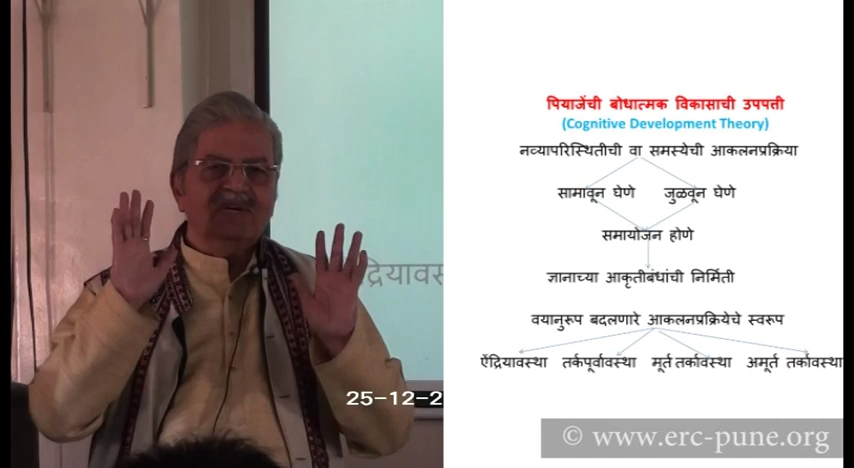 पियाजेंची बोधात्मक विकासाची उपपत्ती
(Cognitive Development Theory)
नव्यापरिस्थितीची वा समस्येची आकलनप्रक्रिया
सामावून घेणे जुळवून घेणे
समायोजन होणे
ज्ञानाच्या आकृतीबंधांची निर्मिती
वयानुरूप बदलणारे आकलनप्रक्रियेचे स्वरूप
ऐंद्रियावस्था तर्कपूर्वावस्था मूर्त तर्कावस्था अमूर्त तर्कावस्था
25-12-2
© www.erc-pune.org